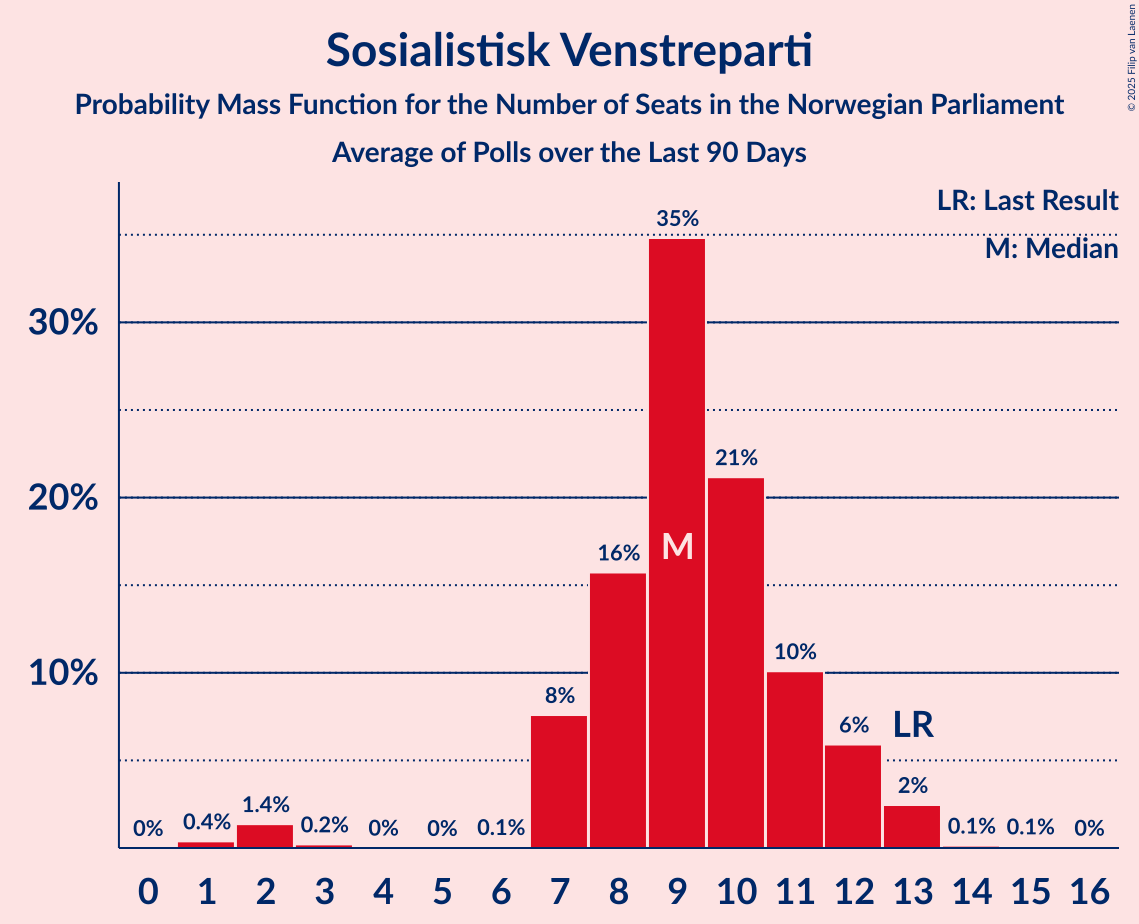 Sosialistisk Venstreparti
Probability Mass Function for the Number of Seats in the Norwegian Parliament
Average of Polls over the Last 90 Days
© 2025 Filip van Laenen
LR: Last Result
M: Median
35%
30%
21%
20%
16%
M
10%
10%
8%
6%
LR
2%
0%
0.4%
1.4%
0.2%
0%
0%
0.1%
0.1%
0.1%
0%
0 1 2 3 4 5 6 7 8 9 10 11 12 13 14 15 16